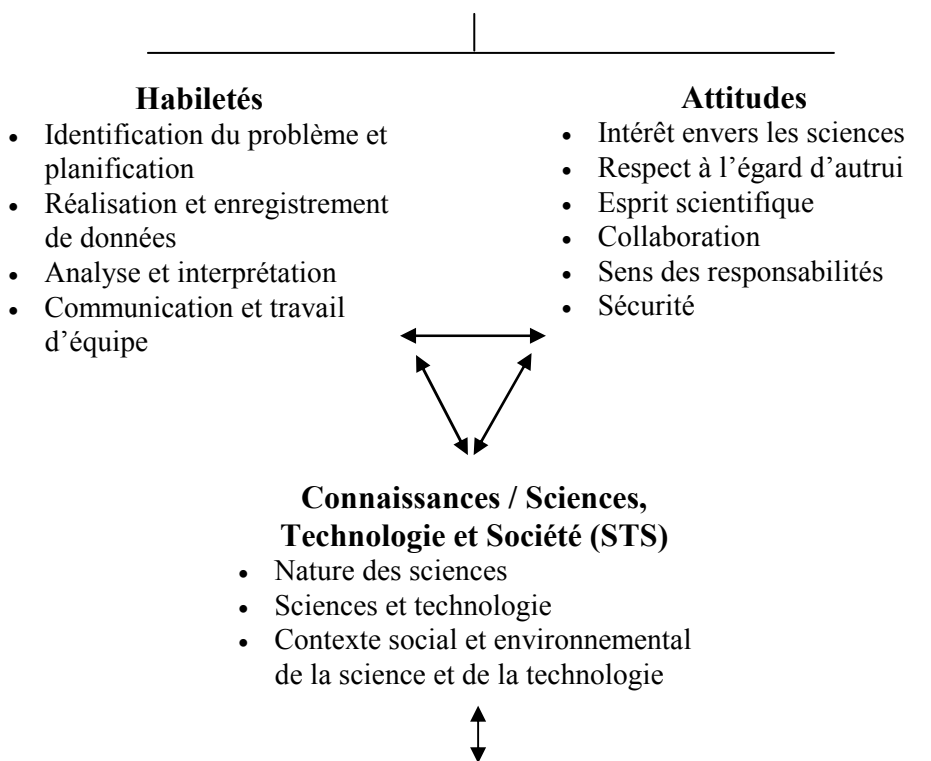 Habiletés
• Identification du problème et
planification
• Réalisation et enregistrement
de données
• Analyse et interprétation
• Communication et travail
d’équipe
Attitudes
• Intérêt envers les sciences
• Respect à l’égard d’autrui
• Esprit scientifique
• Collaboration
• Sens des responsabilités
• Sécurité
Connaissances / Sciences,
Technologie et Société (STS)
• Nature des sciences
• Sciences et technologie
• Contexte social et environnemental
de la science et de la technologie